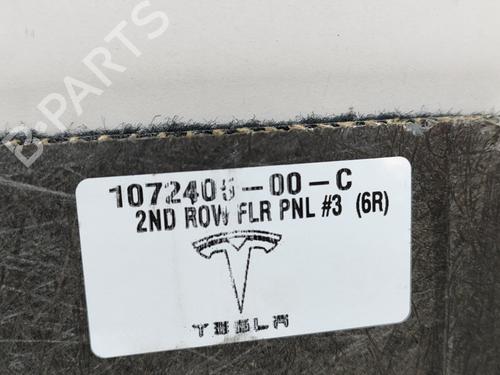 1072405-00-C
2ND ROW FLR PNL #3 (6R)
TESLA
B-PARTS